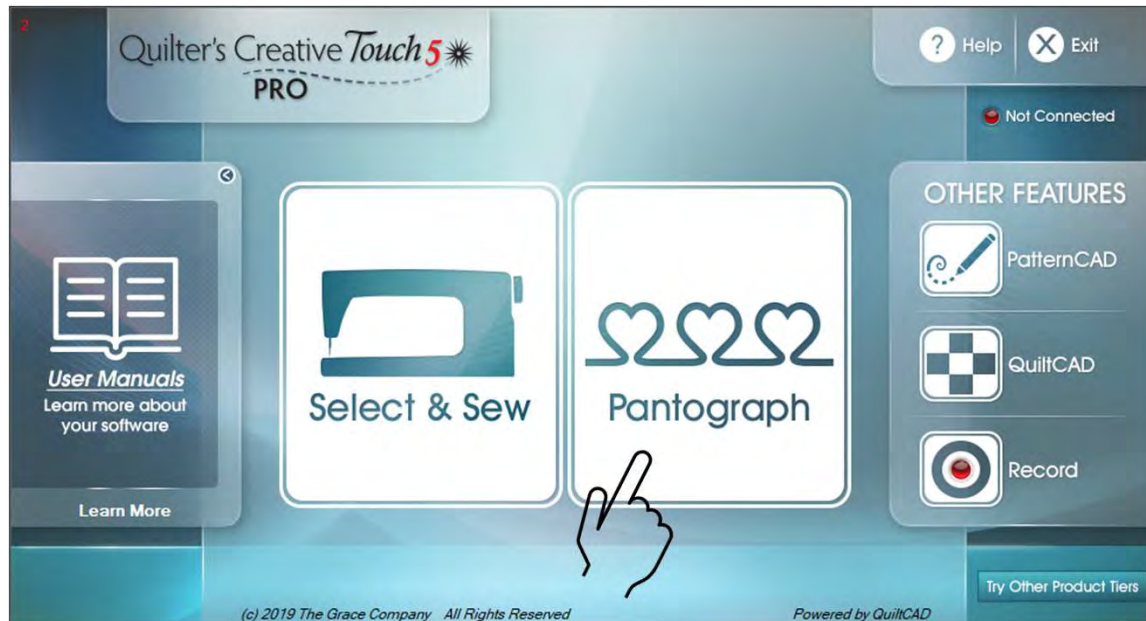 2
Quilter's Creative Touch 5
PRO
Help
Exit
Not Connected
User Manuals
Learn more about
your software
Learn More
Select & Sew
Pantograph
OTHER FEATURES
PatternCAD
QuiltCAD
Record
Try Other Product Tiers
(c) 2019 The Grace Company All Rights Reserved
Powered by QuiltCAD